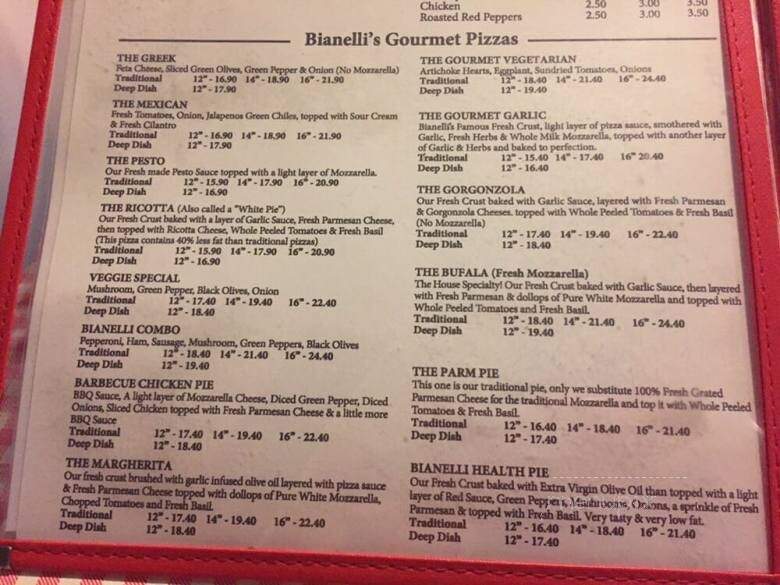 Chicken 2.50 3.00 3.50
Roasted Red Peppers 2.50 3.00 3.50
Bianelli's Gourmet Pizzas
THE GREEK
Feta Cheese, Sliced Green Olives, Green Pepper & Onion (No Mozzarella)
Traditional 12" - 16.90 14" - 18.90 16" - 21.90
Deep Dish 12" - 17.90
THE MEXICAN
Fresh Tomatoes, Onion, Jalapenos Green Chiles, topped with Sour Cream
& Fresh Cilantro
Traditional 12" - 16.90 14" - 18.90 16" - 21.90
Deep Dish 12" - 17.90
THE PESTO
Our Fresh made Pesto Sauce topped with a light layer of Mozzarella.
Traditional 12" - 15.90 14" - 17.90 16" - 20.90
Deep Dish 12" - 16.90
THE RICOTTA (Also called a "White Pie")
Our Fresh Crust baked with a layer of Garlic Sauce, Fresh Parmesan Cheese,
then topped with Ricotta Cheese, Whole Peeled Tomatoes & Fresh Basil
(This pizza contains 40% less fat than traditional pizzas)
Traditional 12" - 15.90 14" - 17.90 16" - 20.90
Deep Dish 12" - 16.90
VEGGIE SPECIAL
Mushroom, Green Pepper, Black Olives, Onion
Traditional 12" - 17.40 14" - 19.40 16" - 22.40
Deep Dish 12" - 18.40
BIANELLI COMBO
Pepperoni, Ham, Sausage, Mushroom, Green Peppers, Black Olives
Traditional 12" - 18.40 14" - 21.40 16" - 24.40
Deep Dish 12" - 19.40
BARBECUE CHICKEN PIE
BBQ Sauce, A light layer of Mozzarella Cheese, Diced Green Pepper, Diced
Onions, Sliced Chicken topped with Fresh Parmesan Cheese & a little more
BBQ Sauce
Traditional 12" - 17.40 14" - 19.40 16" - 22.40
Deep Dish 12" - 18.40
THE MARGHERITA
Our fresh crust brushed with garlic infused olive oil layered with pizza sauce
& Fresh Parmesan Cheese topped with dollops of Pure White Mozzarella,
Chopped Tomatoes and Fresh Basil
Traditional 12" - 17.40 14" - 19.40 16" - 22.40
Deep Dish 12" - 18.40
THE GOURMET VEGETARIAN
Artichoke Hearts, Eggplant, Sundried Tomatoes, Onions
Traditional 12" - 18.40 14" - 21.40 16" - 24.40
Deep Dish 12" - 19.40
THE GOURMET GARLIC
Bianelli's Famous Fresh Crust, light layer of pizza sauce, smothered with
Garlic, Fresh Herbs & Whole Milk Mozzarella, topped with another layer
of Garlic & Herbs and baked to perfection.
Traditional 12" - 15.40 14" - 17.40 16" 20.40
Deep Dish 12" - 16.40
THE GORGONZOLA
Our Fresh Crust baked with Garlic Sauce, layered with Fresh Parmesan
& Gorgonzola Cheeses. topped with Whole Peeled Tomatoes & Fresh Basil
(No Mozzarella)
Traditional 12" - 17.40 14" - 19.40 16" - 22.40
Deep Dish 12" - 18.40
THE BUFALA (Fresh Mozzarella)
The House Specialty! Our Fresh Crust baked with Garlic Sauce, then layered
with Fresh Parmesan & dollops of Pure White Mozzarella and topped with
Whole Peeled Tomatoes and Fresh Basil.
Traditional 12" - 18.40 14" - 21.40 16" - 24.40
Deep Dish 12" - 19.40
THE PARM PIE
This one is our traditional pie, only we substitute 100% Fresh Grated
Parmesan Cheese for the traditional Mozzarella and top it with Whole Peeled
Tomatoes & Fresh Basil.
Traditional 12" - 16.40 14" - 18.40 16" - 21.40
Deep Dish 12" - 17.40
BIANELLI HEALTH PIE
Our Fresh Crust baked with Extra Virgin Olive Oil than topped with a light
layer of Red Sauce, Green Peppers, Mushrooms, Onions, a sprinkle of Fresh
Parmesan & topped with Fresh Basil. Very tasty & very low fat.
Traditional 12" - 16.40 14" - 18.40 16" - 21.40
Deep Dish 12" - 17.40